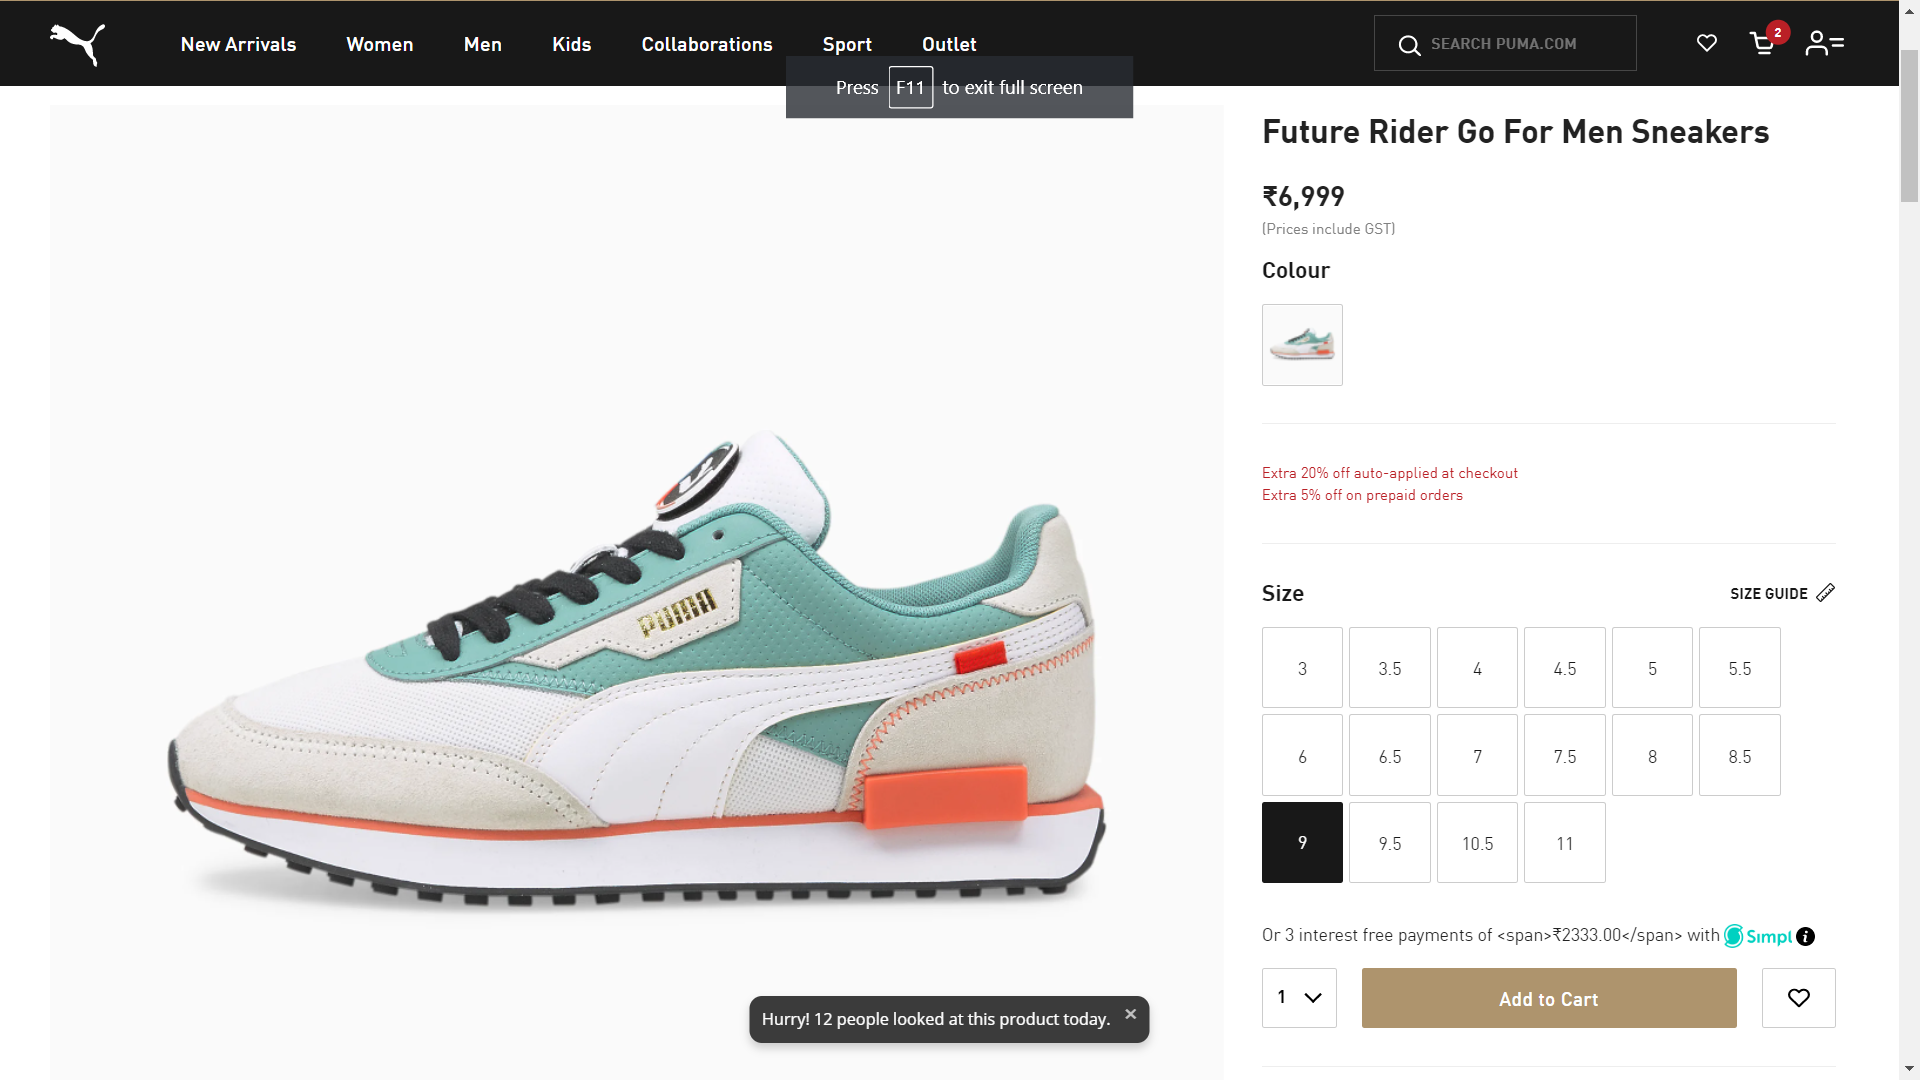 New Arrivals
Women
Men
Kids
Collaborations
Sport
Outlet
SEARCH PUMA.COM
2
Press F11 to exit full screen
Future Rider Go For Men Sneakers
₹6,999
(Prices include GST)
Colour
Extra 20% off auto-applied at checkout
Extra 5% off on prepaid orders
Size
SIZE GUIDE
3 3.5 4 4.5 5 5.5
6 6.5 7 7.5 8 8.5
9 9.5 10.5 11
Or 3 interest free payments of <span>₹2333.00</span> with Simpl i
1
Add to Cart
PUMA
Hurry! 12 people looked at this product today. ×